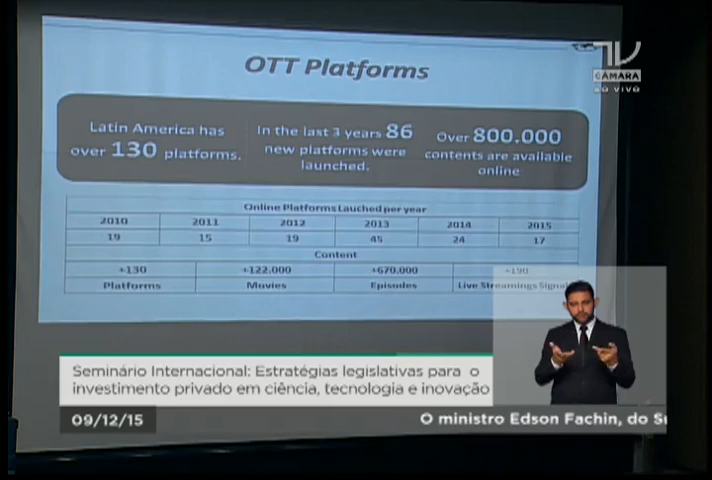 TV
CÂMARA
AO VIVO
OTT Platforms
Latin America has
over 130 platforms.
In the last 3 years 86
new platforms were
launched.
Over 800.000
contents are available
online
Online Platforms Lauched per year
2010 2011 2012 2013 2014 2015
19 15 19 45 24 17
Content
+130 +122.000 +670.000 +190
Platforms Movies Episodes Live Streamings Signals
Seminário Internacional: Estratégias legislativas para o
investimento privado em ciência, tecnologia e inovação
09/12/15
O ministro Edson Fachin, do Su